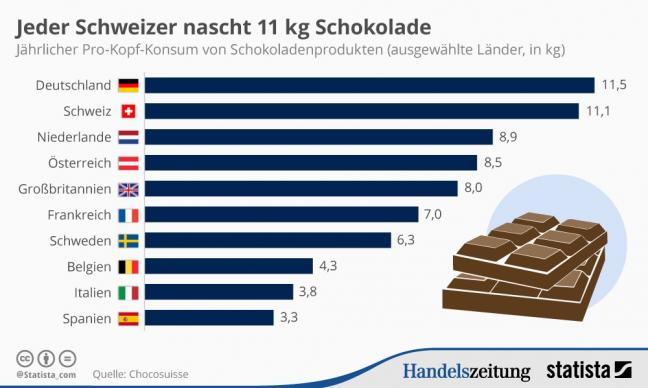 Jeder Schweizer nascht 11 kg Schokolade
Jährlicher Pro-Kopf-Konsum von Schokoladenprodukten (ausgewählte Länder, in kg)
Deutschland 11,5
Schweiz 11,1
Niederlande 8,9
Österreich 8,5
Großbritannien 8,0
Frankreich 7,0
Schweden 6,3
Belgien 4,3
Italien 3,8
Spanien 3,3
cc
@Statista_com Quelle: Chocosuisse
Handelszeitung statista